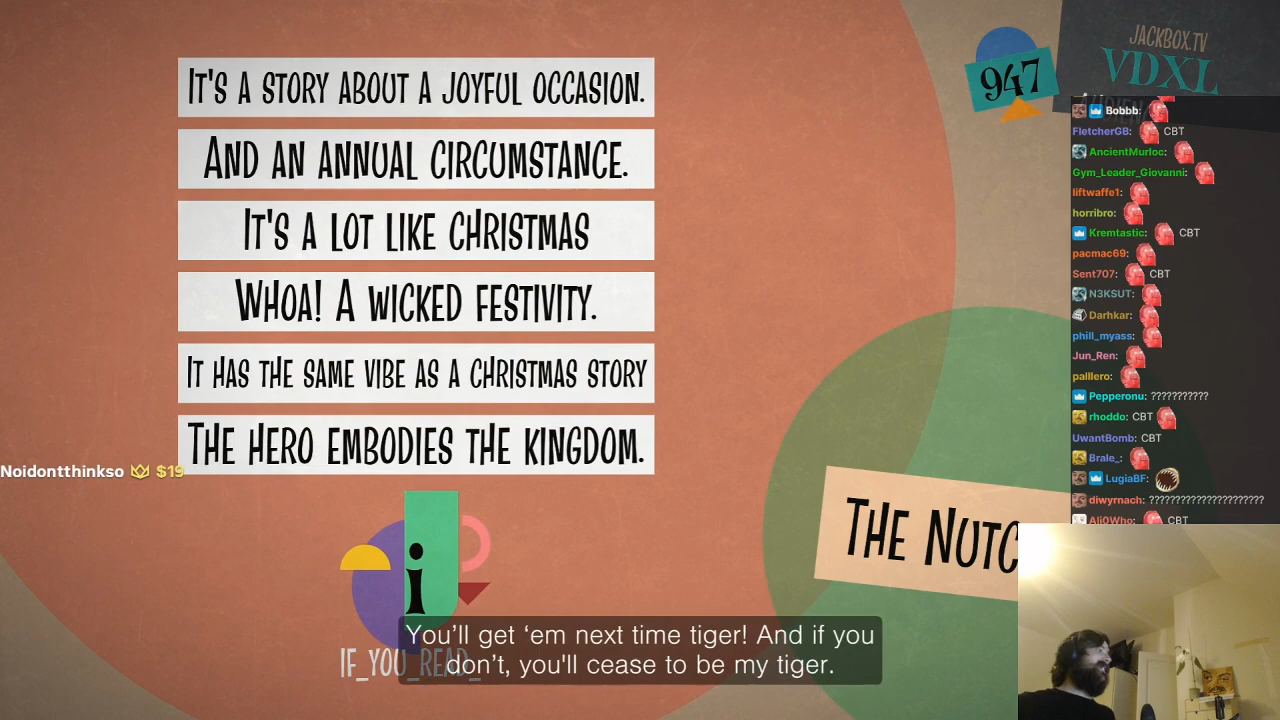 IT'S A STORY ABOUT A JOYFUL OCCASION.
AND AN ANNUAL CIRCUMSTANCE.
IT'S A LOT LIKE CHRISTMAS
WHOA! A WICKED FESTIVITY.
IT HAS THE SAME VIBE AS A CHRISTMAS STORY
THE HERO EMBODIES THE KINGDOM.
Noidontthinkso $19
i
IF_YOU_READ_
You'll get ‘em next time tiger! And if you
don't, you'll cease to be my tiger.
THE NUTC
947
JACKBOX.TV
VDXL
Bobbb:
FletcherGB: CBT
AncientMurloc:
Gym_Leader_Giovanni:
liftwaffe1:
horribro:
Kremtastic: CBT
pacmac69:
Sent707: CBT
N3KSUT:
Darhkar:
phill_myass:
Jun_Ren:
palllero:
Pepperonu: ???????????
rhoddo: CBT
UwantBomb: CBT
Brale_:
LugiaBF:
diwyrnach: ??????????????????????
Ali0Who: CBT